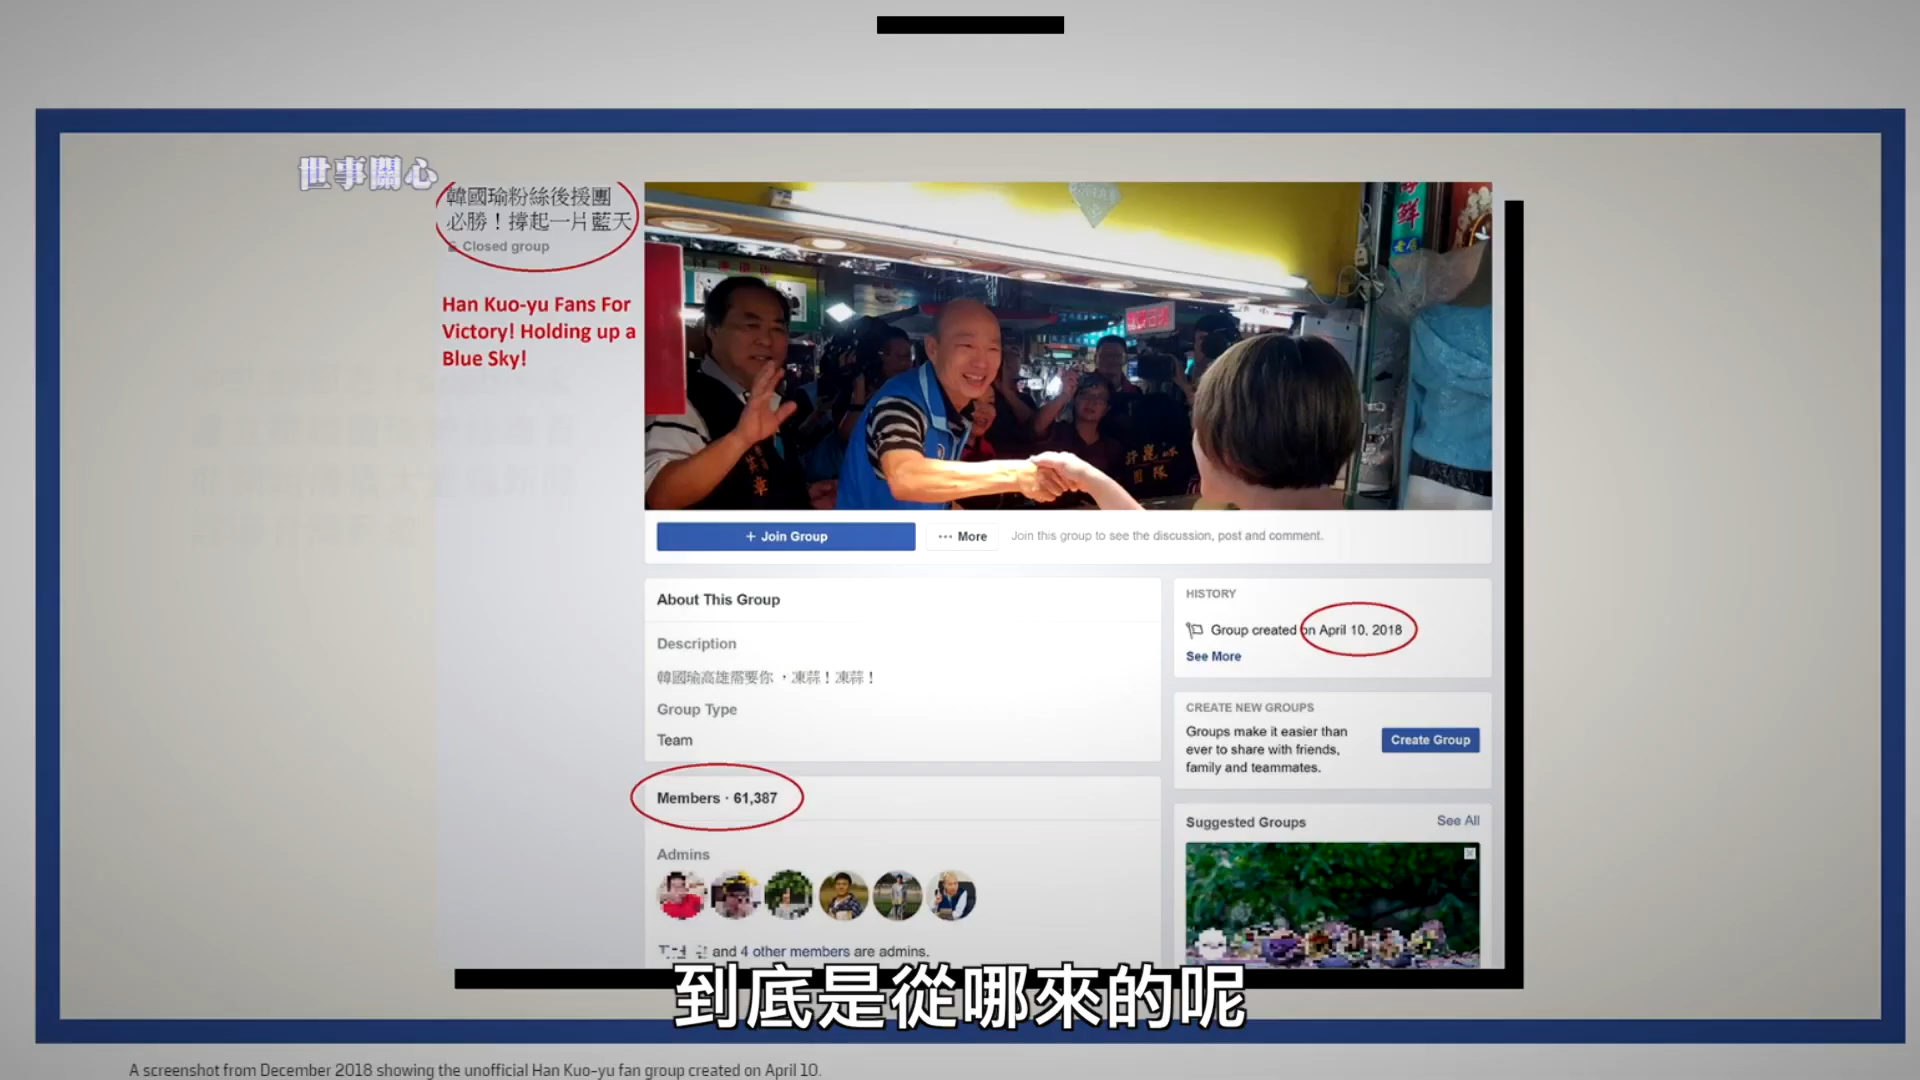 世事關心
韓國瑜粉絲後援團
必勝！撐起一片藍天
Closed group
Han Kuo-yu Fans For
Victory! Holding up a
Blue Sky!
鮮
團隊
+ Join Group
··· More
Join this group to see the discussion, post and comment.
About This Group
Description
韓國瑜高雄需要你 ，凍蒜！凍蒜！
Group Type
Team
Members · 61,387
Admins
and 4 other members are admins.
HISTORY
Group created on April 10, 2018
See More
CREATE NEW GROUPS
Groups make it easier than
ever to share with friends,
family and teammates.
Create Group
Suggested Groups
See All
到底是從哪來的呢
A screenshot from December 2018 showing the unofficial Han Kuo-yu fan group created on April 10.